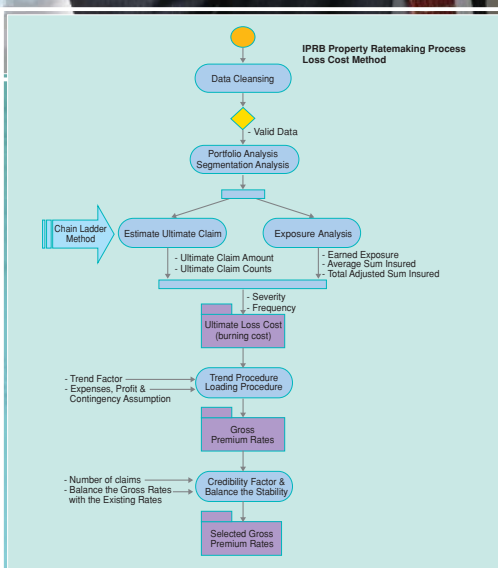 IPRB Property Ratemaking Process
Loss Cost Method
Data Cleansing
- Valid Data
Portfolio Analysis
Segmentation Analysis
Chain Ladder
Method
Estimate Ultimate Claim
Exposure Analysis
- Ultimate Claim Amount
- Ultimate Claim Counts
- Earned Exposure
- Average Sum Insured
- Total Adjusted Sum Insured
- Severity
- Frequency
Ultimate Loss Cost
(burning cost)
- Trend Factor
- Expenses, Profit &
Contingency Assumption
Trend Procedure
Loading Procedure
Gross
Premium Rates
- Number of claims
- Balance the Gross Rates
with the Existing Rates
Credibility Factor &
Balance the Stability
Selected Gross
Premium Rates